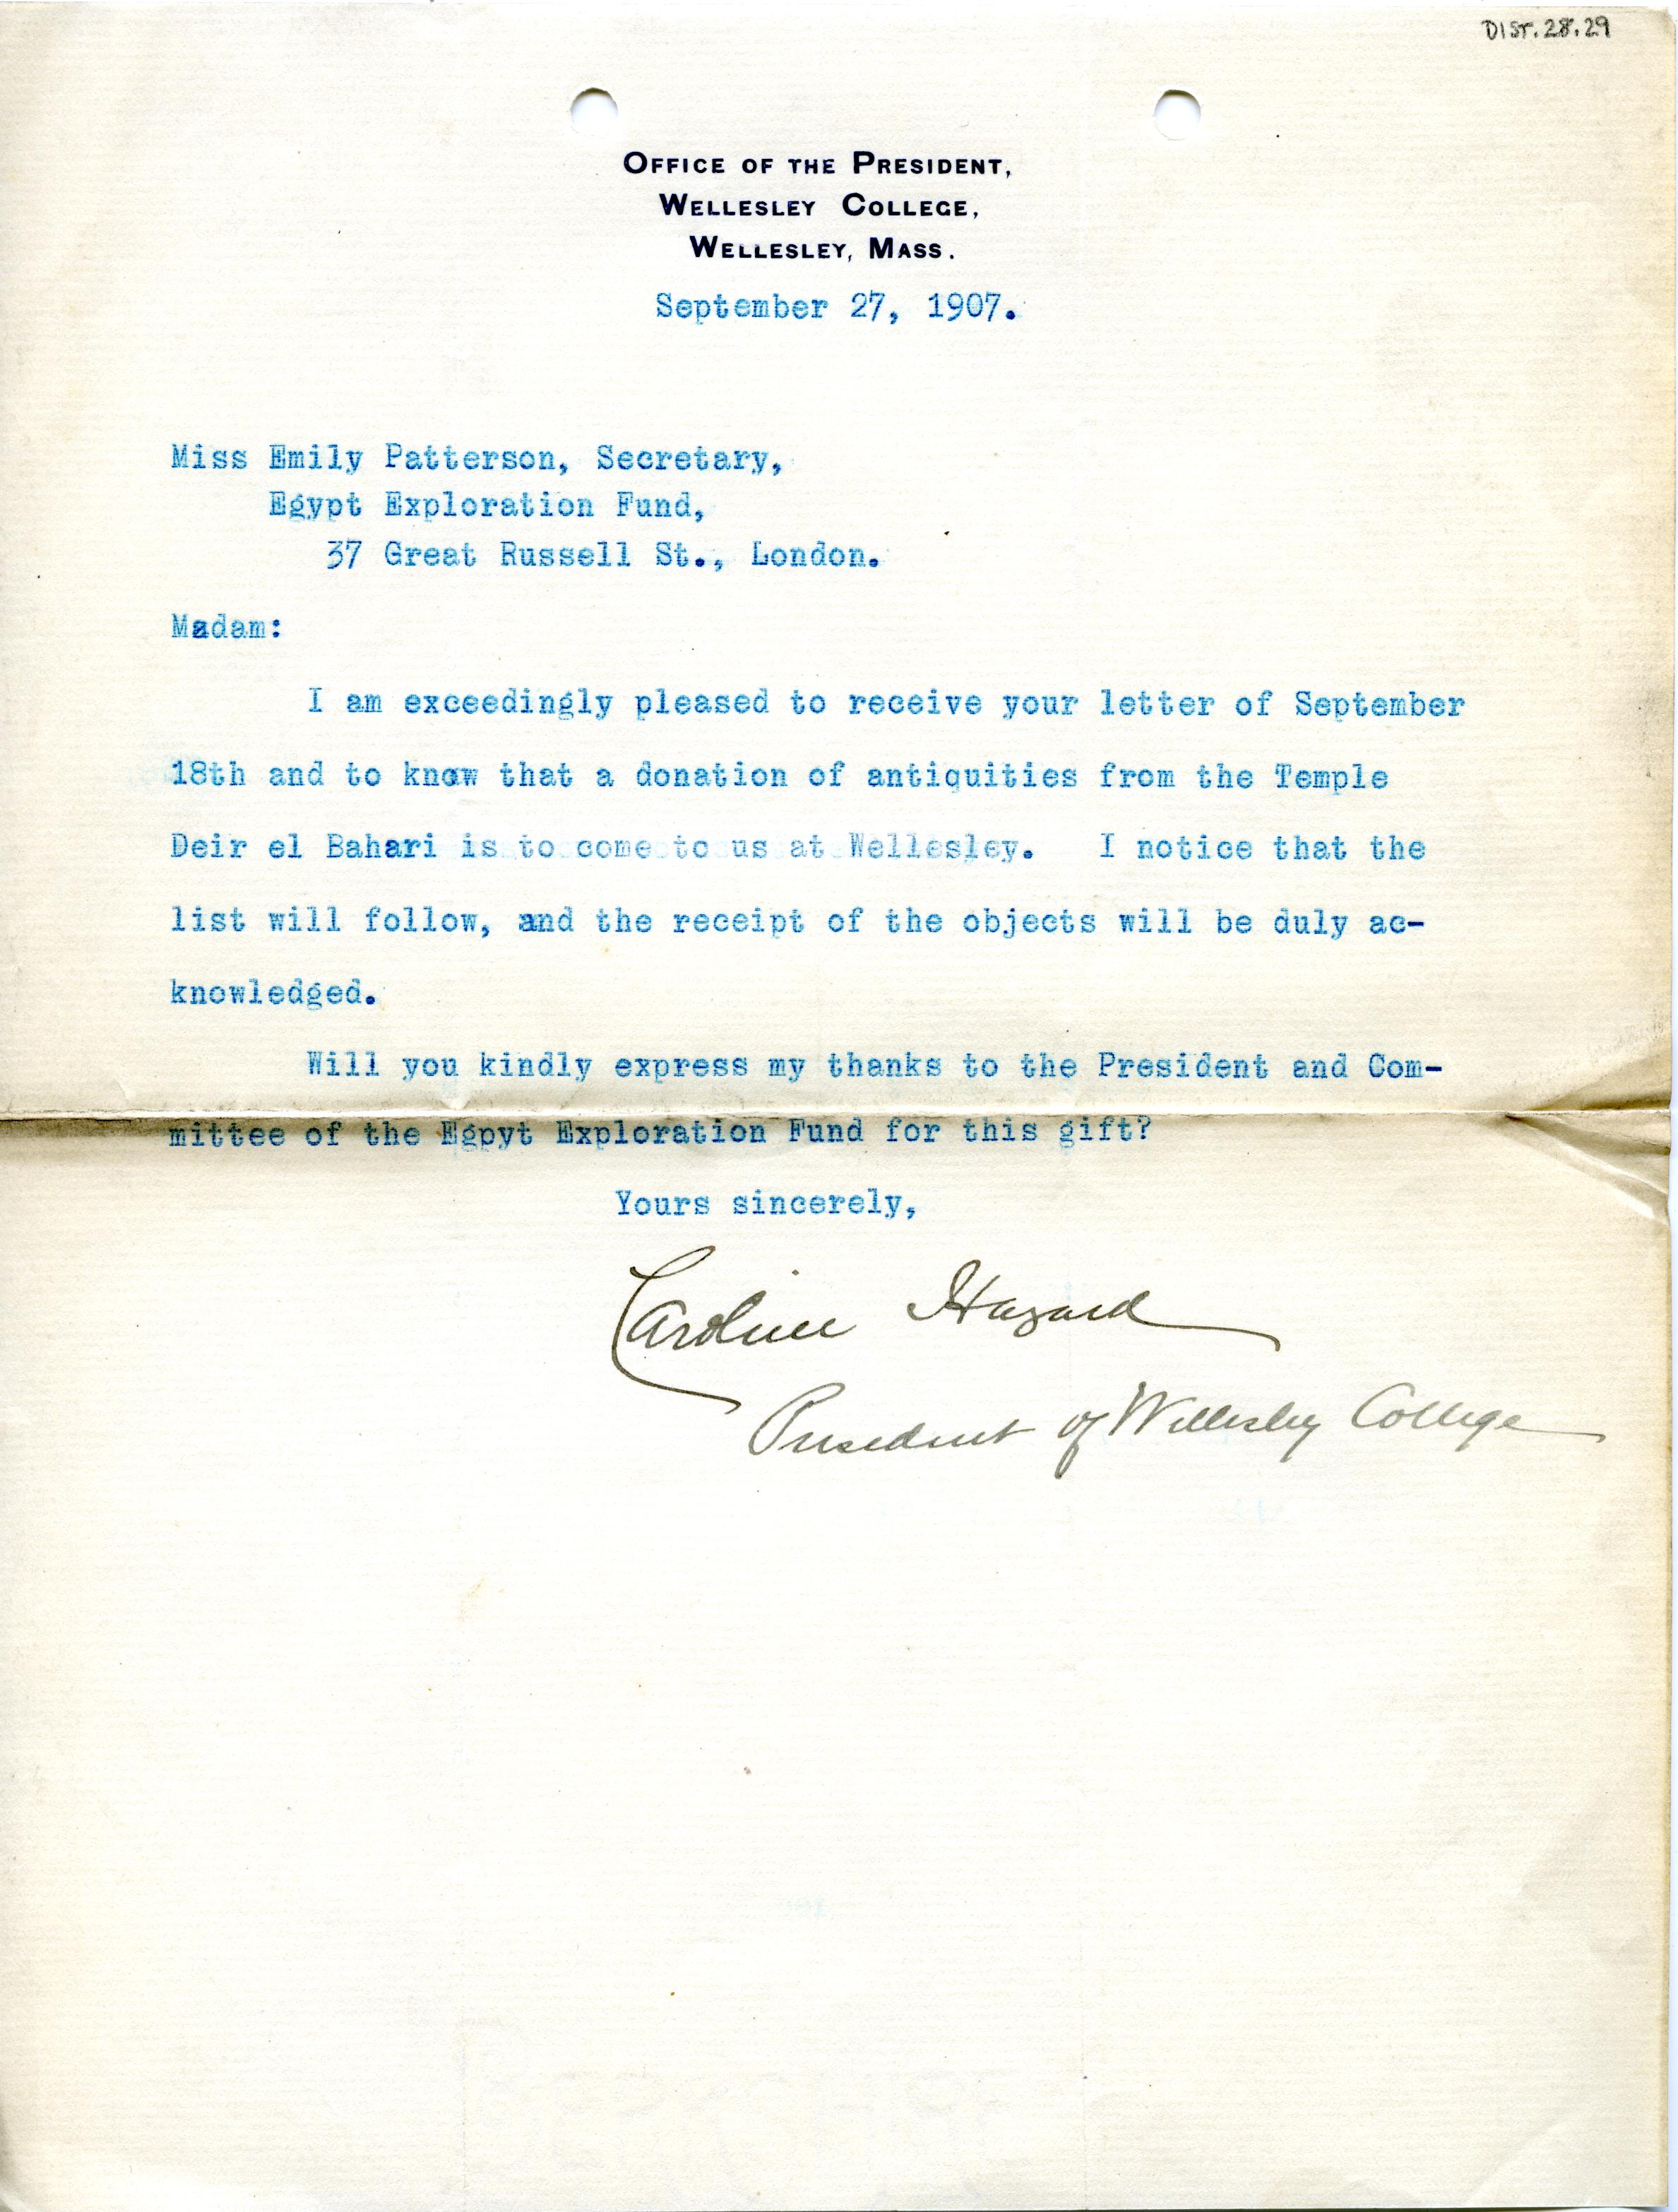 DIST.28.29
OFFICE OF THE PRESIDENT,
WELLESLEY COLLEGE,
WELLESLEY, MASS.
September 27, 1907.
Miss Emily Patterson, Secretary,
Egypt Exploration Fund,
37 Great Russell St., London.
Madam:
I am exceedingly pleased to receive your letter of September
18th and to know that a donation of antiquities from the Temple
Deir el Bahari is to come to us at Wellesley. I notice that the
list will follow, and the receipt of the objects will be duly ac-
knowledged.
Will you kindly express my thanks to the President and Com-
mittee of the Egpyt Exploration Fund for this gift?
Yours sincerely,
Caroline Hazard
President of Wellesley College